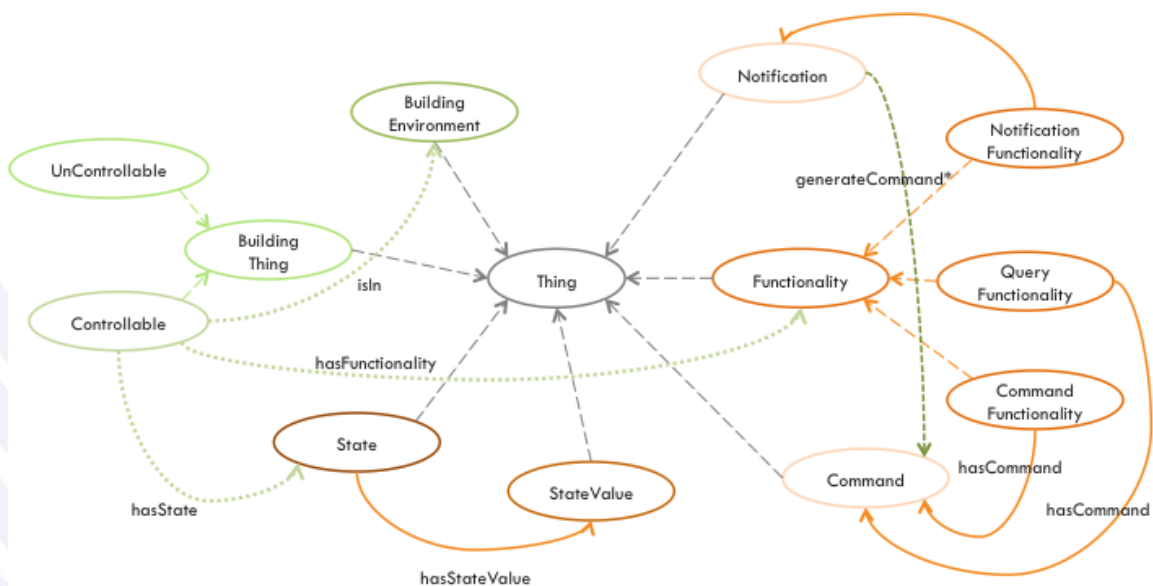 Notification
Building
Environment
Notification
Functionality
UnControllable
generateCommand*
Building
Thing
Query
Functionality
Thing
Functionality
isIn
Controllable
hasFunctionality
Command
Functionality
State
hasCommand
Command
StateValue
hasState
hasCommand
hasStateValue